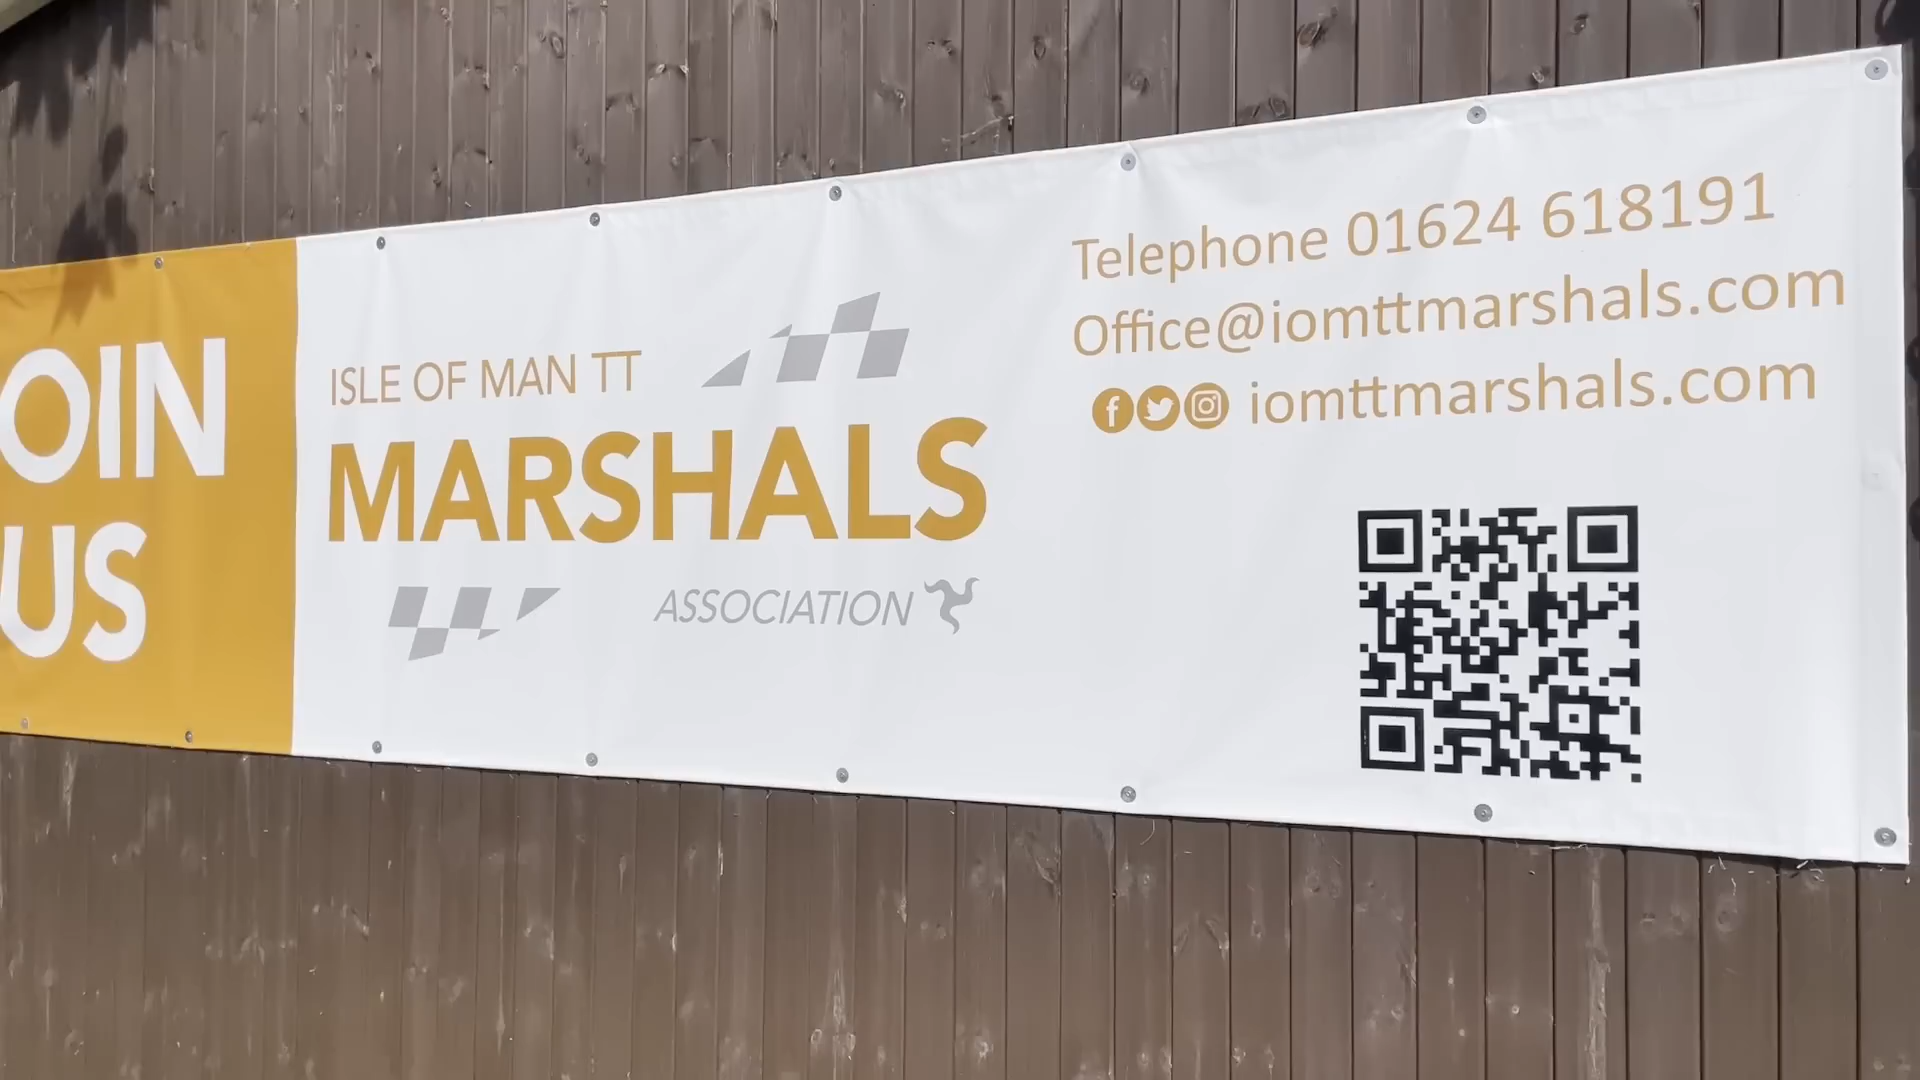 OIN
US
ISLE OF MAN TT
MARSHALS
ASSOCIATION
Telephone 01624 618191
Office@iomttmarshals.com
iomttmarshals.com